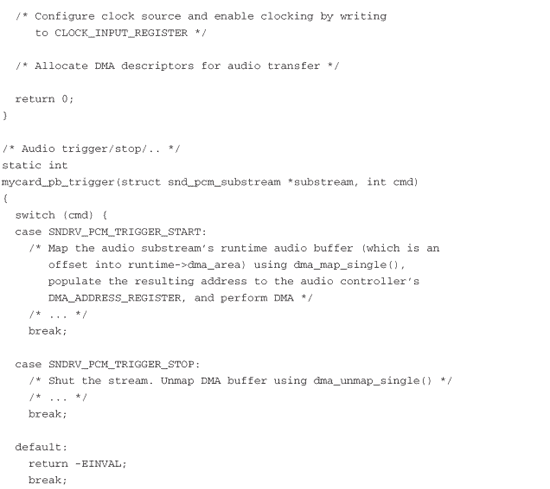 /* Configure clock source and enable clocking by writing
to CLOCK_INPUT_REGISTER */
/* Allocate DMA descriptors for audio transfer */
return 0;
}
/* Audio trigger/stop/.. */
static int
mycard_pb_trigger(struct snd_pcm_substream *substream, int cmd)
{
switch (cmd) {
case SNDRV_PCM_TRIGGER_START:
/* Map the audio substream's runtime audio buffer (which is an
offset into runtime->dma_area) using dma_map_single(),
populate the resulting address to the audio controller's
DMA_ADDRESS_REGISTER, and perform DMA */
/* ... */
break;
case SNDRV_PCM_TRIGGER_STOP:
/* Shut the stream. Unmap DMA buffer using dma_unmap_single() */
/* ... */
break;
default:
return -EINVAL;
break;